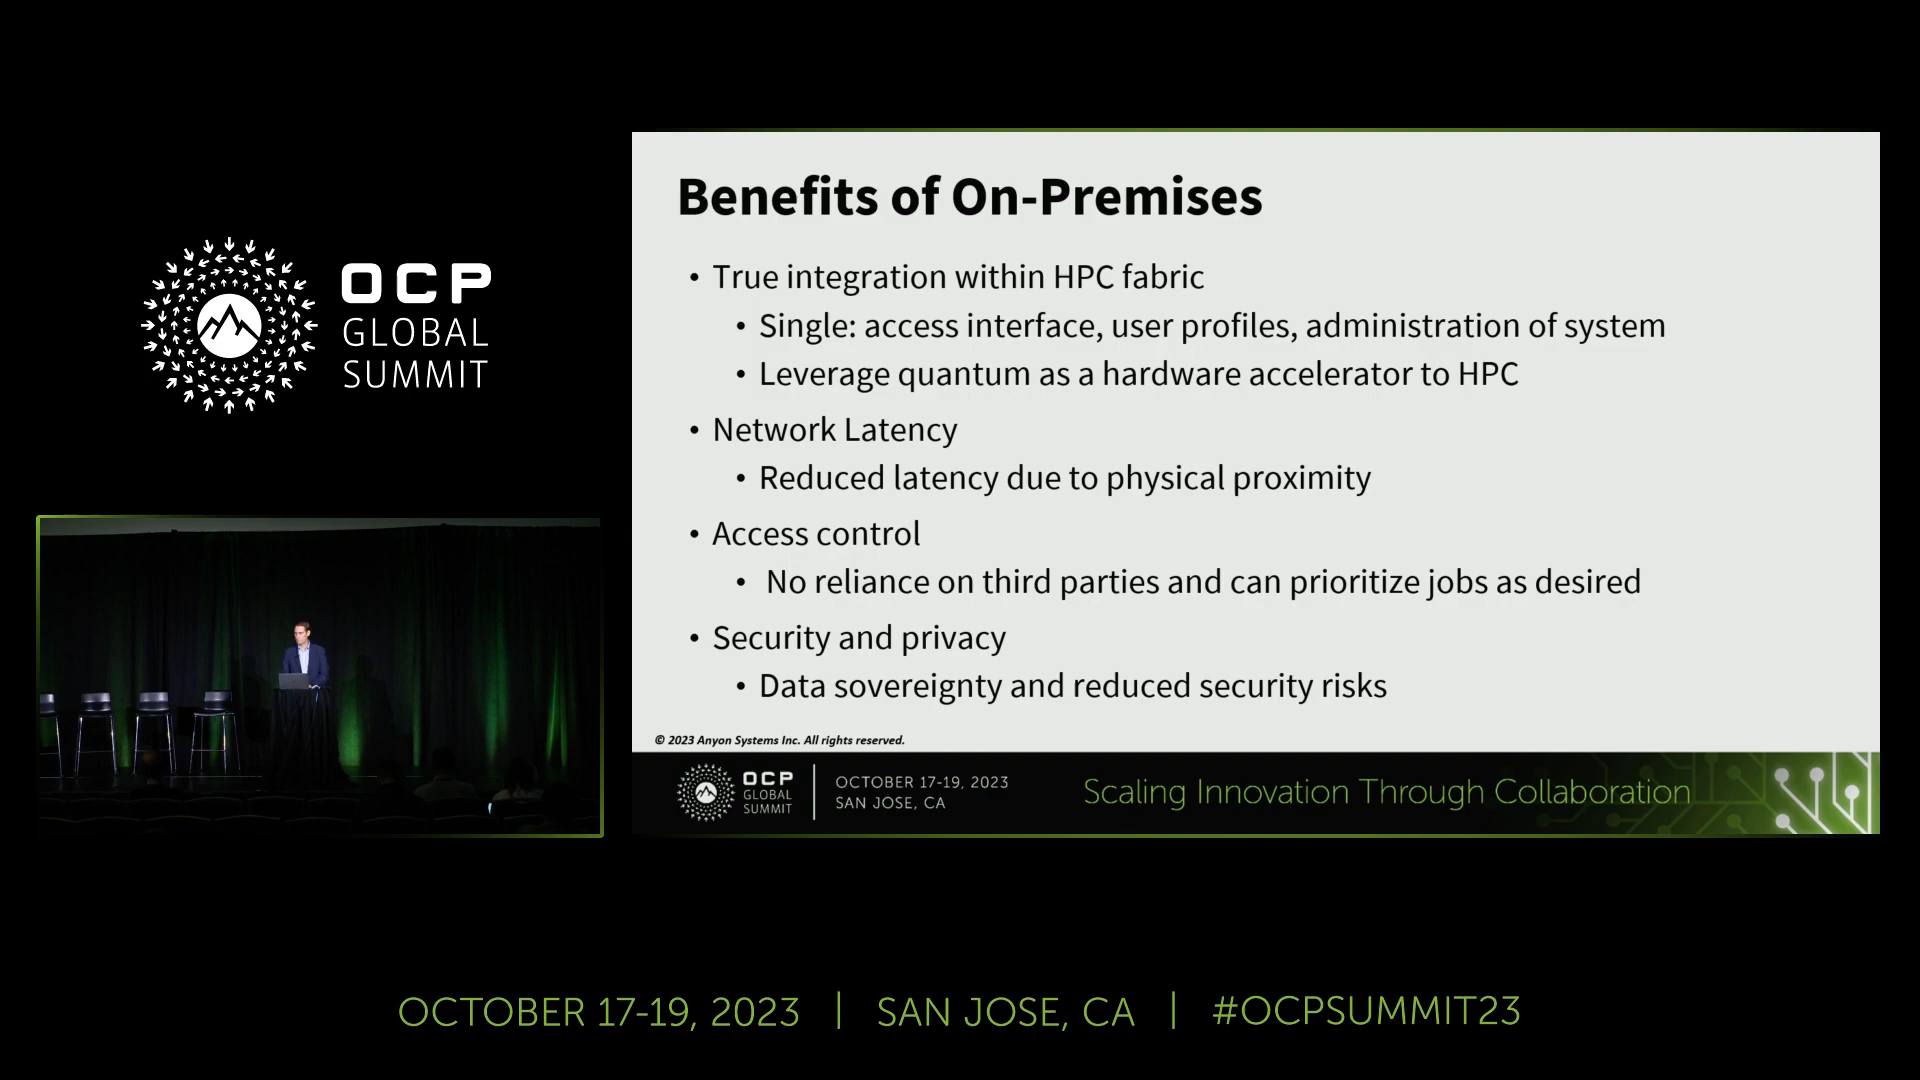 OCP
GLOBAL
SUMMIT
Benefits of On-Premises
• True integration within HPC fabric
• Single: access interface, user profiles, administration of system
• Leverage quantum as a hardware accelerator to HPC
• Network Latency
• Reduced latency due to physical proximity
• Access control
• No reliance on third parties and can prioritize jobs as desired
• Security and privacy
• Data sovereignty and reduced security risks
© 2023 Anyon Systems Inc. All rights reserved.
OCP
GLOBAL
SUMMIT
OCTOBER 17-19, 2023
SAN JOSE, CA
Scaling Innovation Through Collaboration
OCTOBER 17-19, 2023 | SAN JOSE, CA | #OCPSUMMIT23